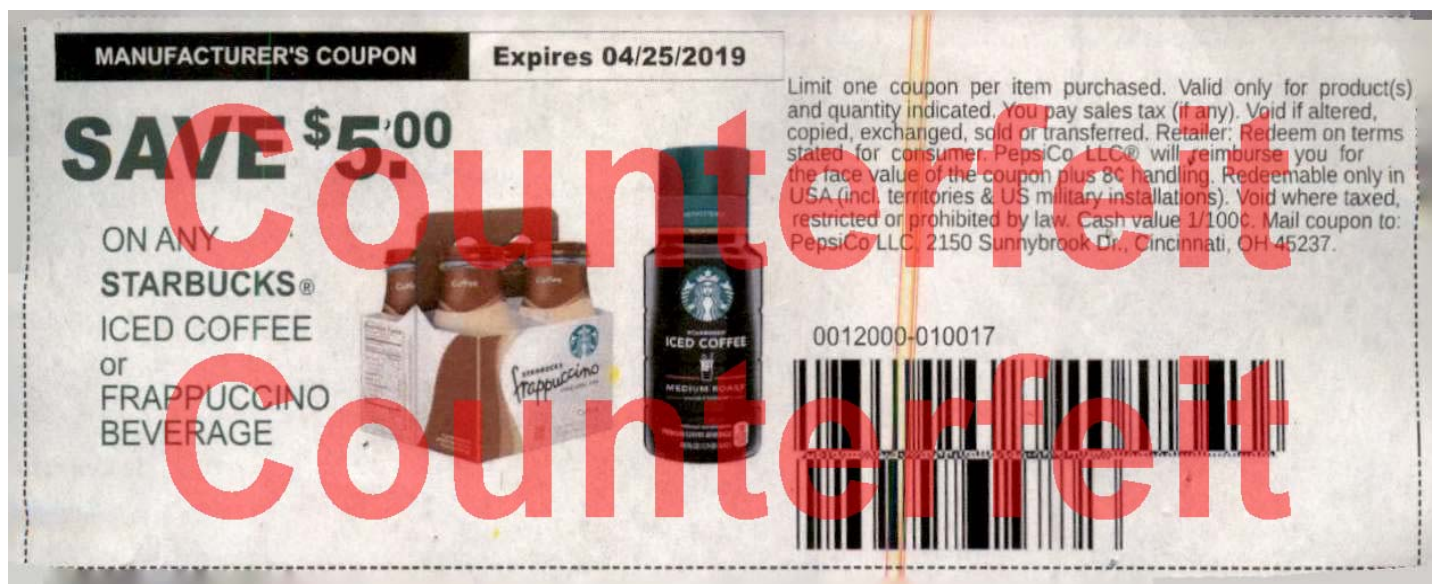 MANUFACTURER'S COUPON
Expires 04/25/2019
SAVE $5.00
ON ANY
STARBUCKS®
ICED COFFEE
or
FRAPPUCCINO
BEVERAGE
Coffee
Coffee
STARBUCKS
frappuccino
ICED COFFEE
MEDIUM ROAST
Limit one coupon per item purchased. Valid only for product(s)
and quantity indicated. You pay sales tax (if any). Void if altered,
copied, exchanged, sold or transferred. Retailer: Redeem on terms
stated for consumer. PepsiCo LLC® will reimburse you for
the face value of the coupon plus 8C handling. Redeemable only in
USA (incl. territories & US military installations). Void where taxed,
restricted or prohibited by law. Cash value 1/100¢. Mail coupon to:
PepsiCo LLC, 2150 Sunnybrook Dr., Cincinnati, OH 45237.
0012000-010017
Counterfeit
Counterfeit